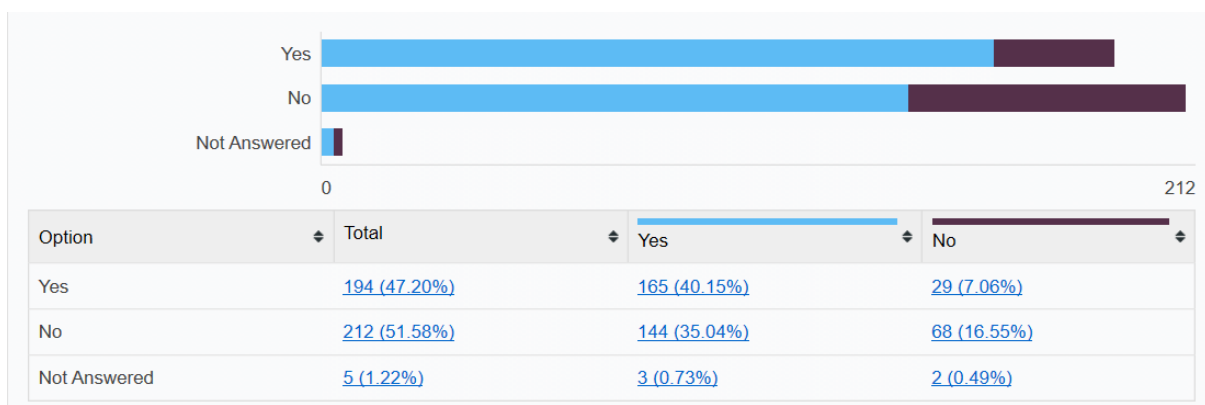 Yes
No
Not Answered
0 212
Option Total Yes No
Yes 194 (47.20%) 165 (40.15%) 29 (7.06%)
No 212 (51.58%) 144 (35.04%) 68 (16.55%)
Not Answered 5 (1.22%) 3 (0.73%) 2 (0.49%)